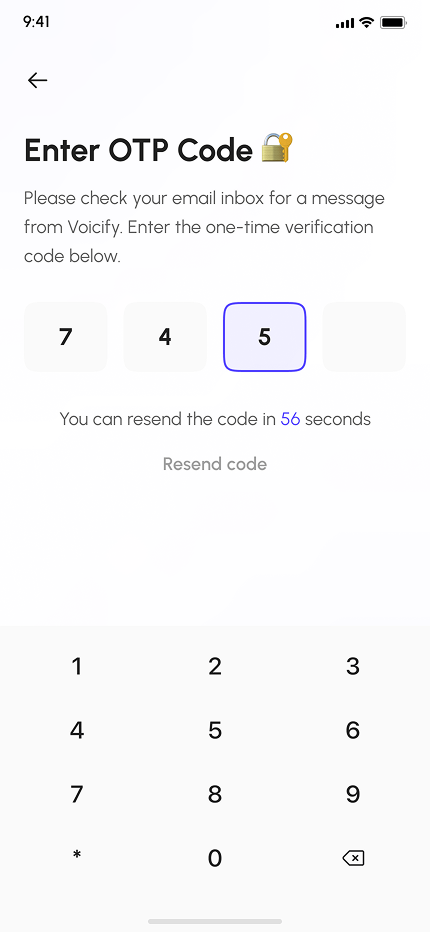 9:41
Enter OTP Code 🔐
Please check your email inbox for a message
from Voicify. Enter the one-time verification
code below.
7 4 5
You can resend the code in 56 seconds
Resend code
1 2 3
4 5 6
7 8 9
* 0